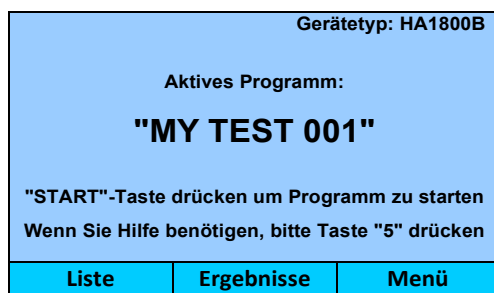 Gerätetyp: HA1800B
Aktives Programm:
"MY TEST 001"
"START"-Taste drücken um Programm zu starten
Wenn Sie Hilfe benötigen, bitte Taste "5" drücken
Liste Ergebnisse Menü